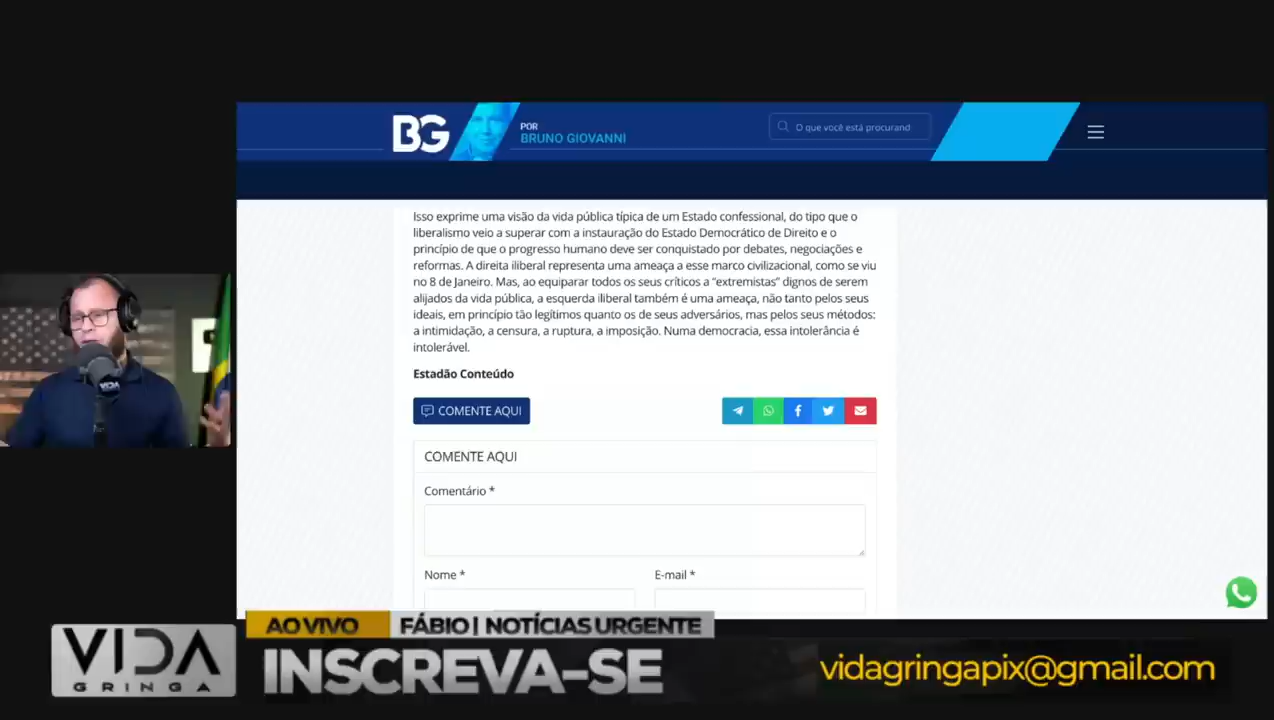 BG
POR
BRUNO GIOVANNI
O que você está procurand
Isso exprime uma visão da vida pública típica de um Estado confessional, do tipo que o
liberalismo veio a superar com a instauração do Estado Democrático de Direito e o
princípio de que o progresso humano deve ser conquistado por debates, negociações e
reformas. A direita iliberal representa uma ameaça a esse marco civilizacional, como se viu
no 8 de Janeiro. Mas, ao equiparar todos os seus críticos a “extremistas” dignos de serem
alijados da vida pública, a esquerda iliberal também é uma ameaça, não tanto pelos seus
ideais, em princípio tão legítimos quanto os de seus adversários, mas pelos seus métodos:
a intimidação, a censura, a ruptura, a imposição. Numa democracia, essa intolerância é
intolerável.
Estadão Conteúdo
COMENTE AQUI
COMENTE AQUI
Comentário *
Nome *
E-mail *
VIDA
AO VIVO
FÁBIO | NOTÍCIAS URGENTE
VIDA
GRINGA
INSCREVA-SE
vidagringapix@gmail.com